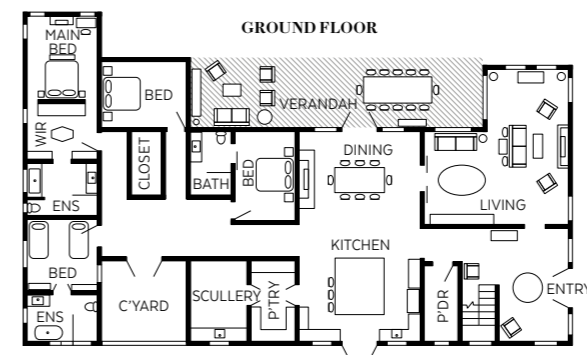 GROUND FLOOR
MAIN
BED
BED
VERANDAH
WIR
CLOSET
BATH
BED
DINING
ENS
LIVING
BED
KITCHEN
ENS
C'YARD
SCULLERY
P'TRY
P'DR
ENTRY